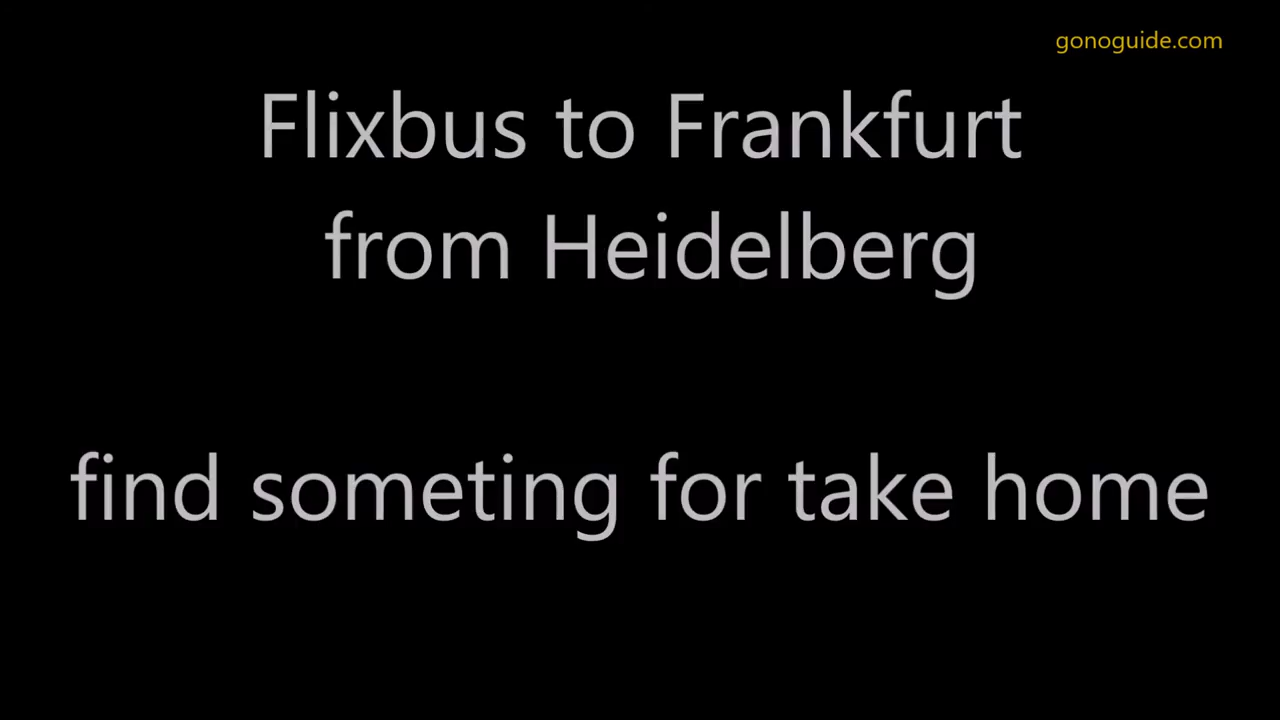 gonoguide.com
Flixbus to Frankfurt
from Heidelberg
find someting for take home